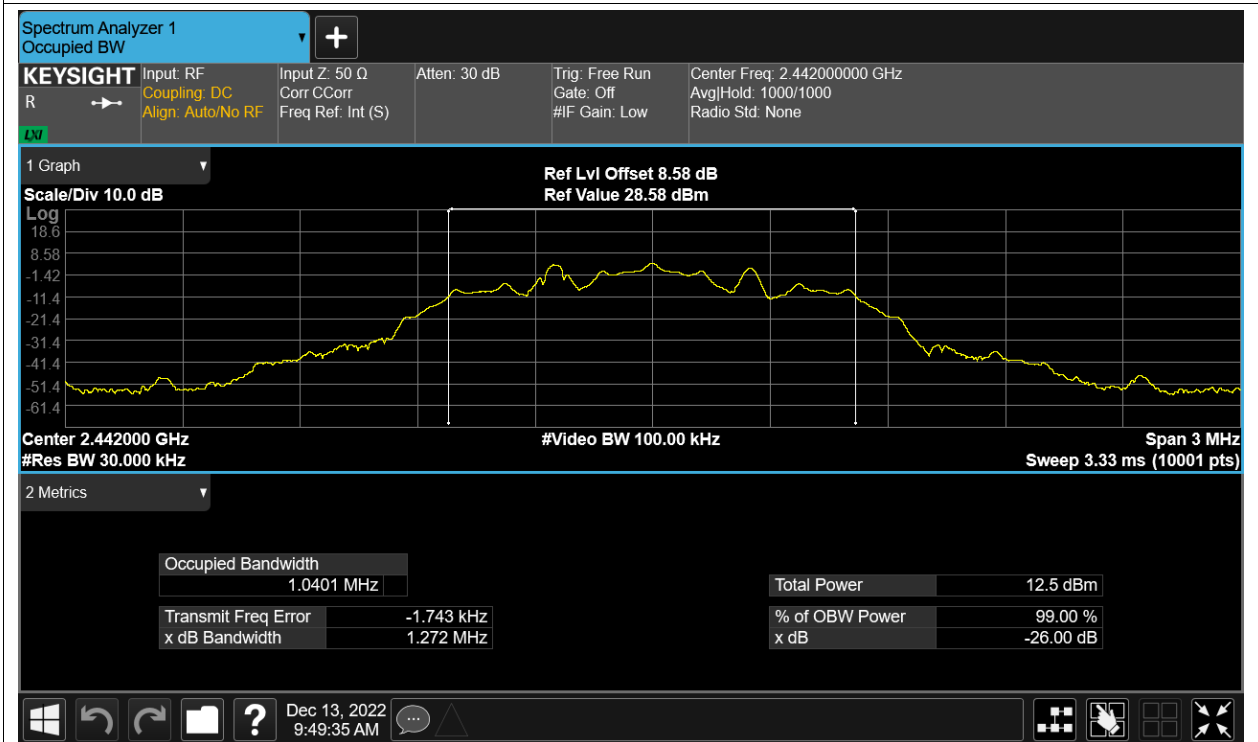 Spectrum Analyzer 1
Occupied BW
KEYSIGHT Input: RF Input Z: 50 Ω Atten: 30 dB Trig: Free Run Center Freq: 2.442000000 GHz
R Coupling: DC Corr CCorr Gate: Off Avg|Hold: 1000/1000
Align: Auto/No RF Freq Ref: Int (S) #IF Gain: Low Radio Std: None
LXI
1 Graph
Ref Lvl Offset 8.58 dB
Scale/Div 10.0 dB Ref Value 28.58 dBm
Log
18.6
8.58
-1.42
-11.4
-21.4
-31.4
-41.4
-51.4
-61.4
Center 2.442000 GHz #Video BW 100.00 kHz Span 3 MHz
#Res BW 30.000 kHz Sweep 3.33 ms (10001 pts)
2 Metrics
Occupied Bandwidth
1.0401 MHz Total Power 12.5 dBm
Transmit Freq Error -1.743 kHz % of OBW Power 99.00 %
x dB Bandwidth 1.272 MHz x dB -26.00 dB
? Dec 13, 2022
9:49:35 AM